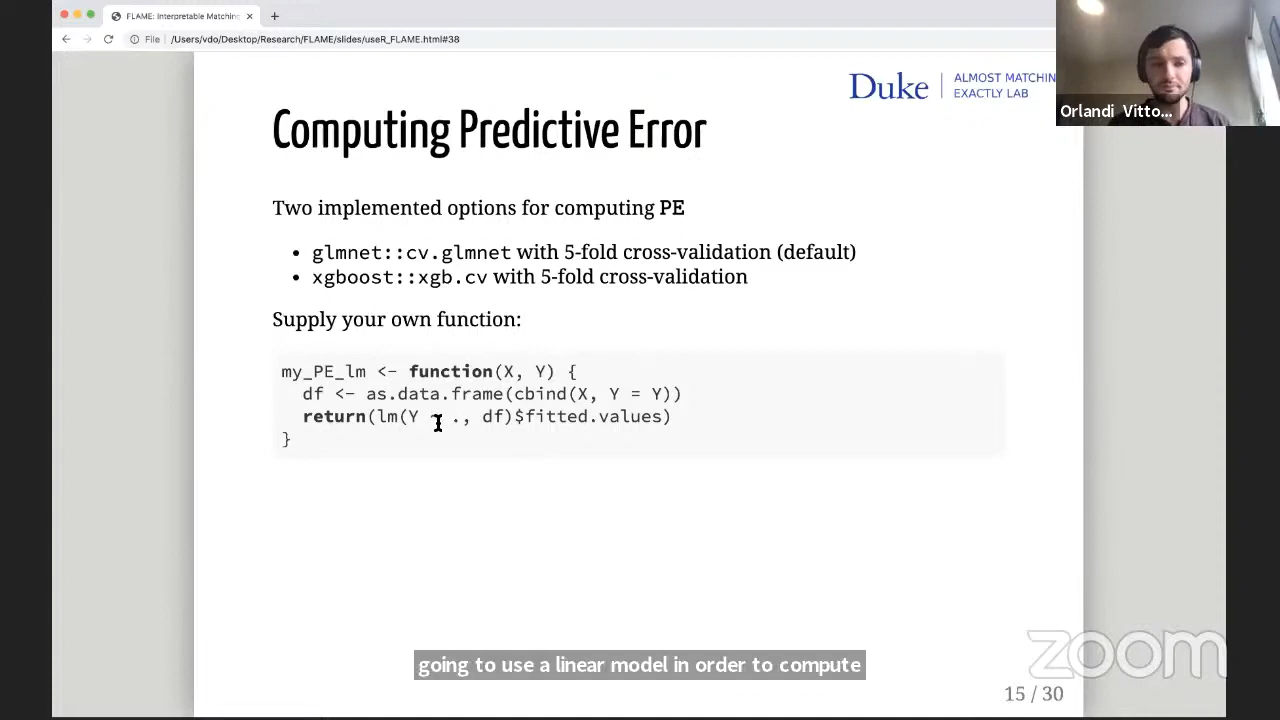 FLAME: Interpretable Matchin
File
/Users/vdo/Desktop/Research/FLAME/slides/useR_FLAME.html#38
Duke
ALMOST MATCHIN
EXACTLY LAB
Orlandi Vitto...
Computing Predictive Error
Two implemented options for computing PE
• glmnet::cv.glmnet with 5-fold cross-validation (default)
• xgboost::xgb.cv with 5-fold cross-validation
Supply your own function:
my_PE_lm <- function(X, Y) {
df <- as.data.frame(cbind(X, Y = Y))
return(lm(Y ., df)$fitted.values)
}
going to use a linear model in order to compute
zoom
15 / 30